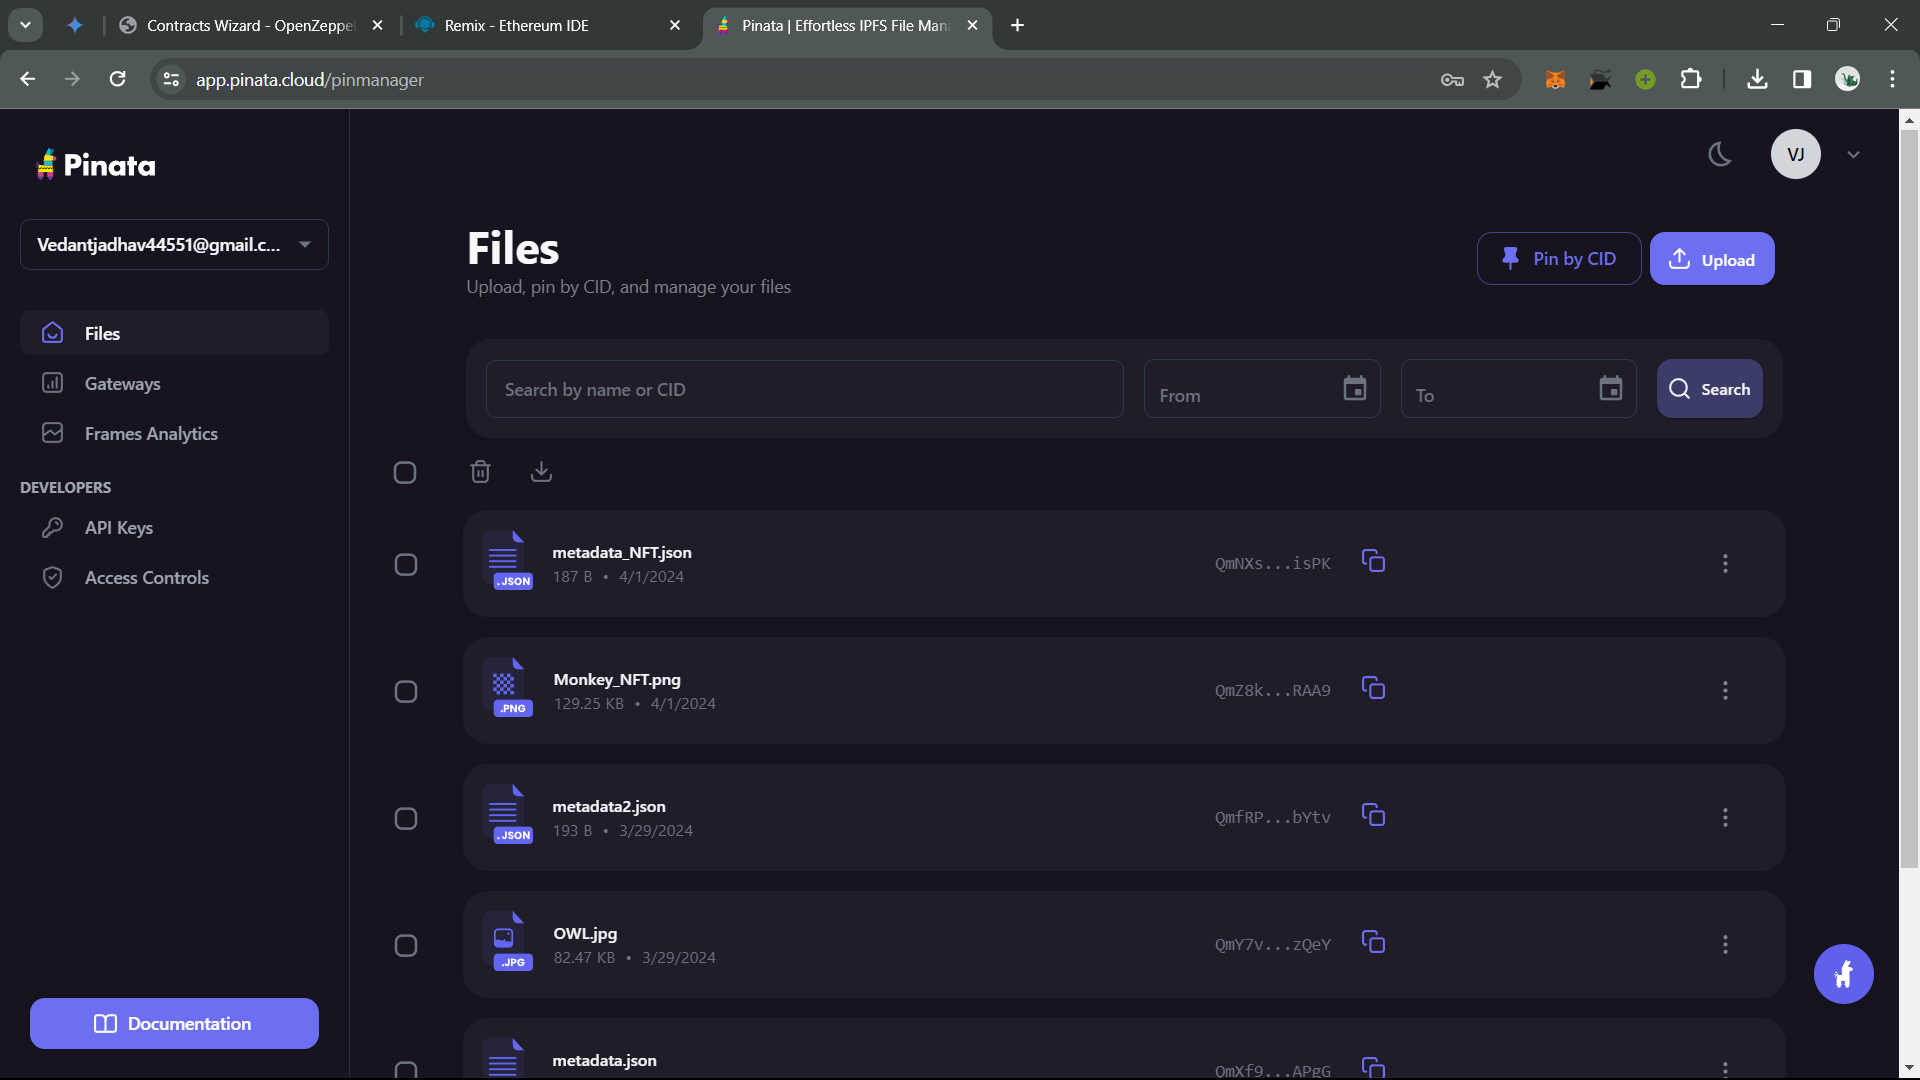 Contracts Wizard - OpenZeppe
Remix - Ethereum IDE
Pinata | Effortless IPFS File Mana
app.pinata.cloud/pinmanager
Pinata
VJ
Vedantjadhav44551@gmail.c...
Files
Upload, pin by CID, and manage your files
Pin by CID
Upload
Files
Gateways
Frames Analytics
DEVELOPERS
API Keys
Access Controls
Documentation
Search by name or CID
From
To
Search
.JSON
metadata_NFT.json
187 B • 4/1/2024
QmNXs...isPK
.PNG
Monkey_NFT.png
129.25 KB • 4/1/2024
QmZ8k...RAA9
.JSON
metadata2.json
193 B • 3/29/2024
QmfRP...bYtv
.JPG
OWL.jpg
82.47 KB • 3/29/2024
QmY7v...zQeY
metadata.json
QmXf9...APgG